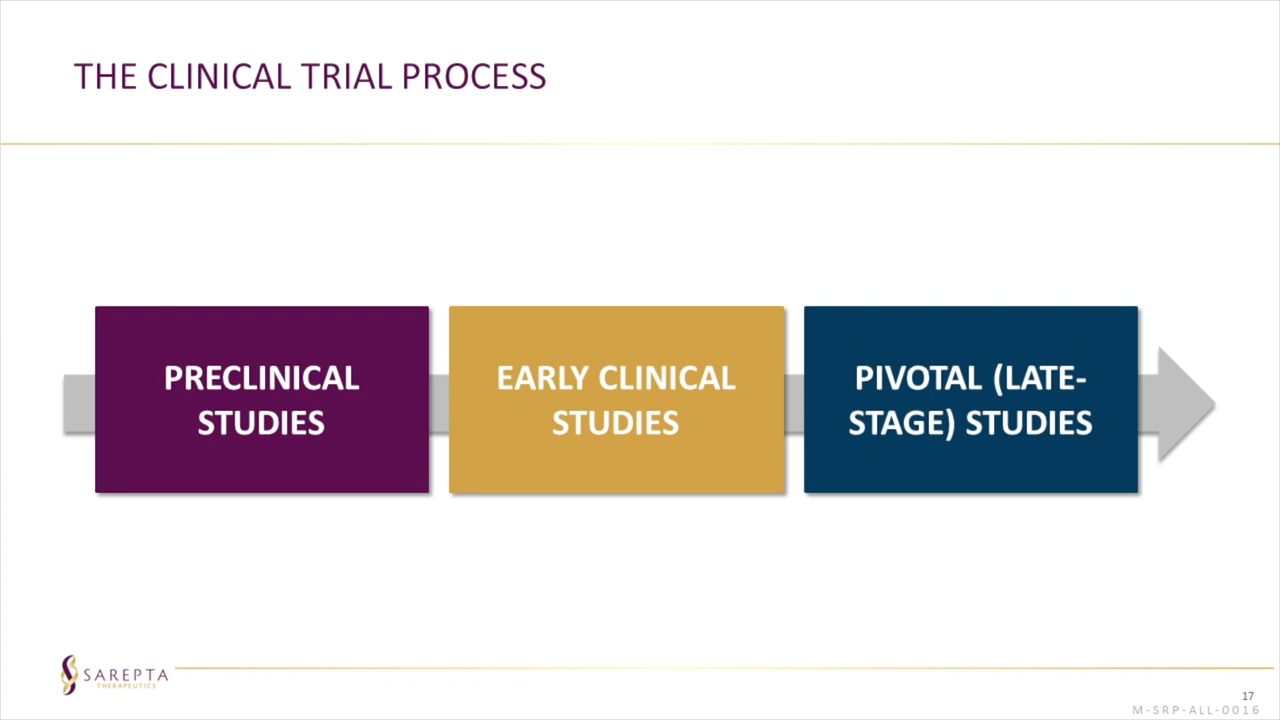 THE CLINICAL TRIAL PROCESS
PRECLINICAL
STUDIES
EARLY CLINICAL
STUDIES
PIVOTAL (LATE-
STAGE) STUDIES
SAREPTA
THERAPEUTICS
17
M-SRP-ALL-0016